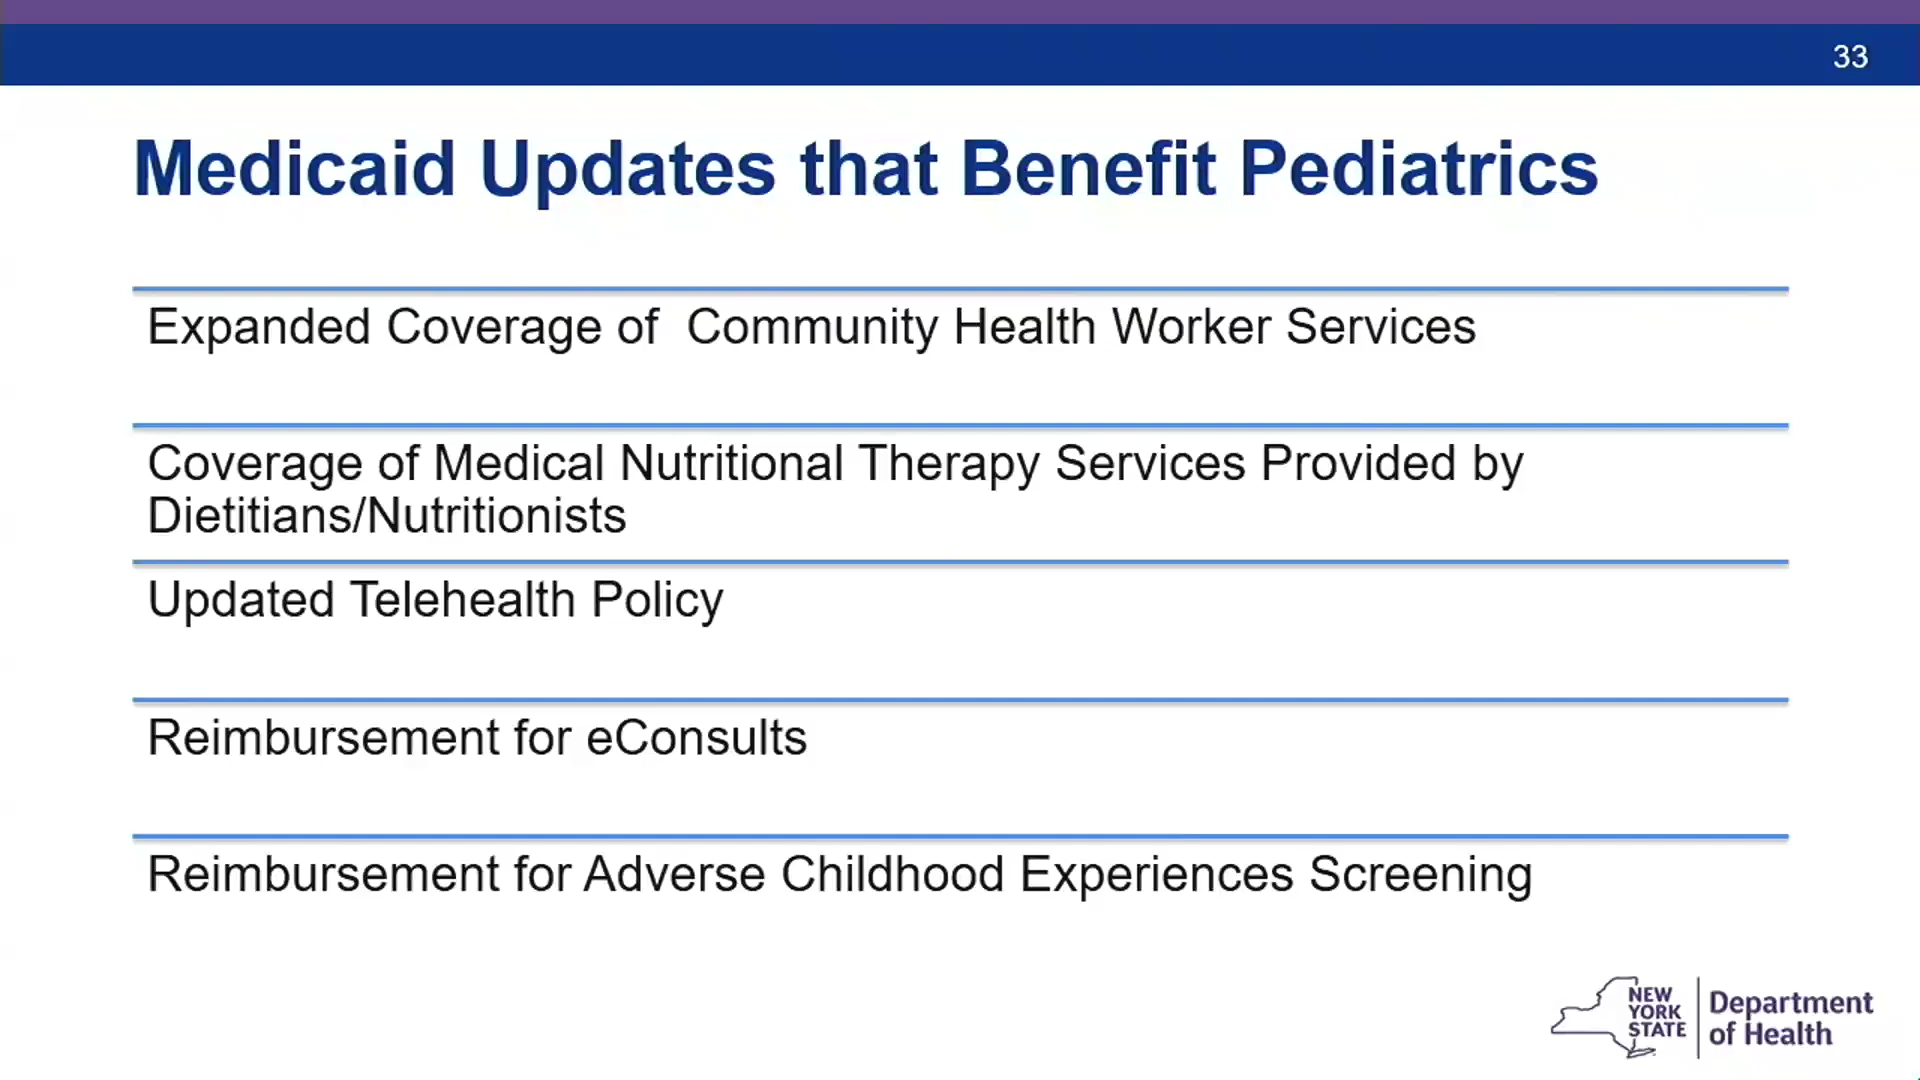 33
Medicaid Updates that Benefit Pediatrics
Expanded Coverage of  Community Health Worker Services
Coverage of Medical Nutritional Therapy Services Provided by
Dietitians/Nutritionists
Updated Telehealth Policy
Reimbursement for eConsults
Reimbursement for Adverse Childhood Experiences Screening
NEW
YORK
STATE
Department
of Health